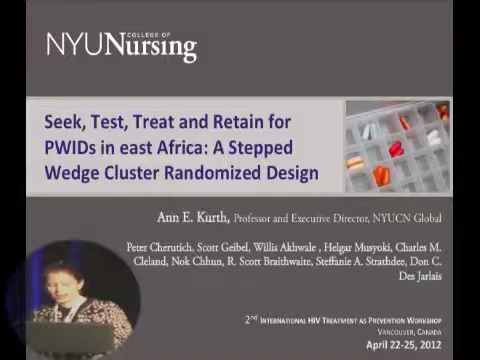 NYU COLLEGE OF Nursing
Seek, Test, Treat and Retain for
PWIDs in east Africa: A Stepped
Wedge Cluster Randomized Design
Ann E. Kurth, Professor and Executive Director, NYUCN Global
Peter Cherutich, Scott Geibel, Willis Akhwale , Helgar Musyoki, Charles M.
Cleland, Nok Chhun, R. Scott Braithwaite, Steffanie A. Strathdee, Don C.
Des Jarlais
2nd International HIV Treatment as Prevention Workshop
Vancouver, Canada
April 22-25, 2012